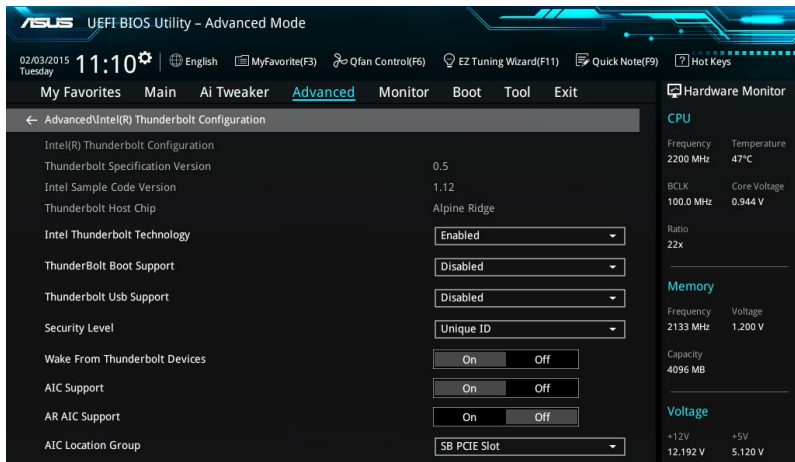 ASUS UEFI BIOS Utility – Advanced Mode
02/03/2015 Tuesday 11:10 English MyFavorite(F3) Qfan Control(F6) EZ Tuning Wizard(F11) Quick Note(F9) ? Hot Keys
My Favorites Main Ai Tweaker Advanced Monitor Boot Tool Exit
← Advanced\Intel(R) Thunderbolt Configuration
Intel(R) Thunderbolt Configuration
Thunderbolt Specification Version 0.5
Intel Sample Code Version 1.12
Thunderbolt Host Chip Alpine Ridge
Intel Thunderbolt Technology Enabled
ThunderBolt Boot Support Disabled
Thunderbolt Usb Support Disabled
Security Level Unique ID
Wake From Thunderbolt Devices On Off
AIC Support On Off
AR AIC Support On Off
AIC Location Group SB PCIE Slot
Hardware Monitor
CPU
Frequency Temperature
2200 MHz 47°C
BCLK Core Voltage
100.0 MHz 0.944 V
Ratio
22x
Memory
Frequency Voltage
2133 MHz 1.200 V
Capacity
4096 MB
Voltage
+12V +5V
12.192 V 5.120 V